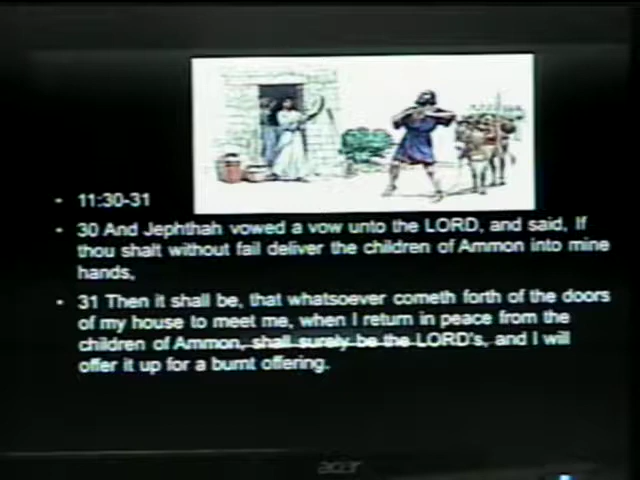 • 11:30-31
• 30 And Jephthah vowed a vow unto the LORD, and said, If
thou shalt without fail deliver the children of Ammon into mine
hands,
• 31 Then it shall be, that whatsoever cometh forth of the doors
of my house to meet me, when I return in peace from the
children of Ammon, shall surely be the LORD's, and I will
offer it up for a burnt offering.
acer